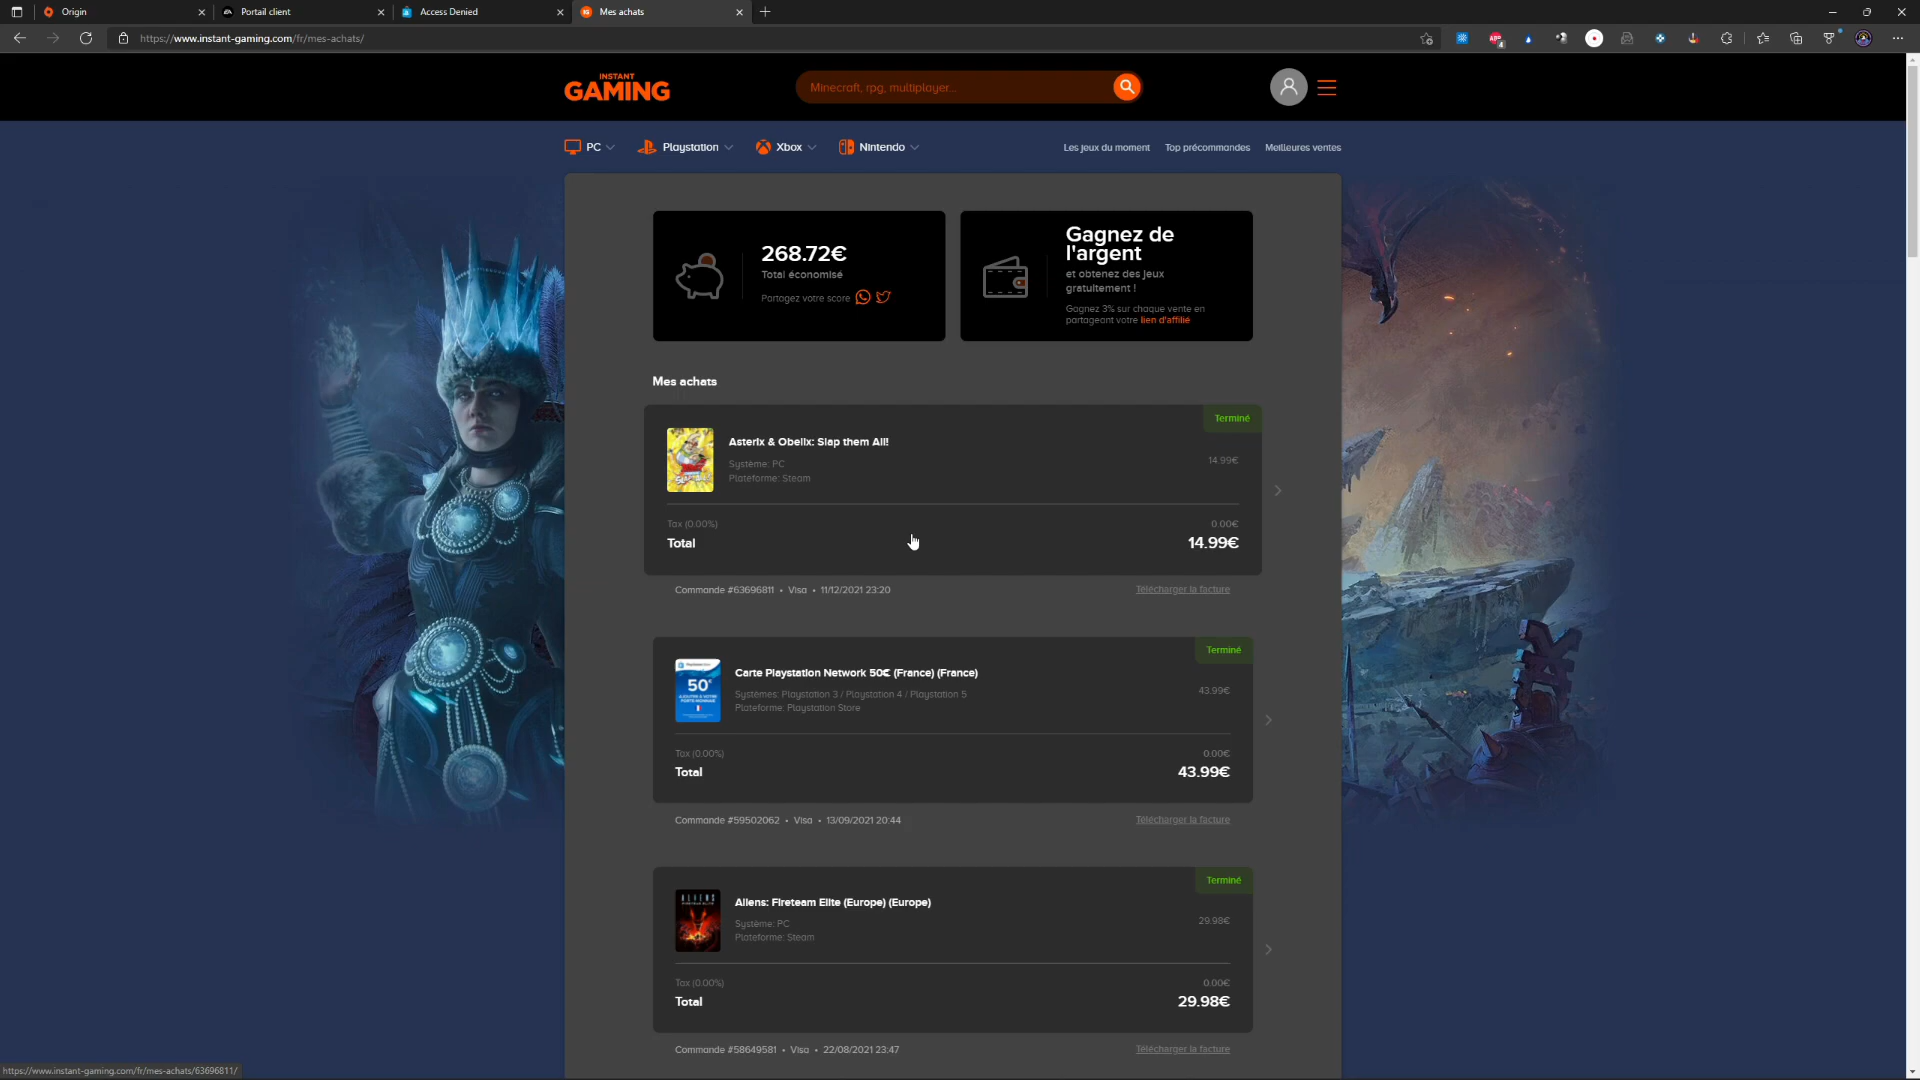 Origin
Portail client
Access Denied
Mes achats
https://www.instant-gaming.com/fr/mes-achats/
INSTANT
GAMING
Minecraft, rpg, multiplayer...
PC
Playstation
Xbox
Nintendo
Les jeux du moment
Top précommandes
Meilleures ventes
268.72€
Total économisé
Partagez votre score
Gagnez de
l'argent
et obtenez des jeux
gratuitement !
Gagnez 3% sur chaque vente en
partageant votre lien d'affilié
Mes achats
Terminé
Asterix & Obelix: Slap them All!
Système: PC
Plateforme: Steam
14.99€
Tax (0.00%)
0.00€
Total
14.99€
Commande #63696811 • Visa • 11/12/2021 23:20
Télécharger la facture
Terminé
50€
Carte Playstation Network 50€ (France) (France)
Systèmes: Playstation 3 / Playstation 4 / Playstation 5
Plateforme: Playstation Store
43.99€
Tax (0.00%)
0.00€
Total
43.99€
Commande #59502062 • Visa • 13/09/2021 20:44
Télécharger la facture
Terminé
ALIENS
Aliens: Fireteam Elite (Europe) (Europe)
Système: PC
Plateforme: Steam
29.98€
Tax (0.00%)
0.00€
Total
29.98€
Commande #58649581 • Visa • 22/08/2021 23:47
Télécharger la facture
https://www.instant-gaming.com/fr/mes-achats/63696811/